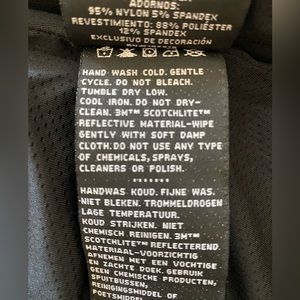 ADORNOS:
95% NYLON 5% SPANDEX
REVESTIMIENTO: 88% POLIÉSTER
12% SPANDEX
EXCLUSIVO DE DECORACIÓN
HAND WASH COLD. GENTLE
CYCLE. DO NOT BLEACH.
TUMBLE DRY LOW.
COOL IRON. DO NOT DRY-
CLEAN. 3M™ SCOTCHLITE™
REFLECTIVE MATERIAL-WIPE
GENTLY WITH SOFT DAMP
CLOTH. DO NOT USE ANY TYPE
OF CHEMICALS, SPRAYS,
CLEANERS OR POLISH.
HANDWAS KOUD. FIJNE WAS.
NIET BLEKEN. TROMMELDROGEN
LAGE TEMPERATUUR.
KOUD STRIJKEN. NIET
CHEMISCH REINIGEN. 3M™
SCOTCHLITE™ REFLECTEREND
MATERIAAL-VOORZICHTIG
AFNEMEN MET EEN VOCHTIGE
EN ZACHTE DOEK. GEBRUIK
GEEN CHEMISCHE PRODUCTEN,
SPUITBUSSEN,
REINIGINGSMIDDEL OF
POETSMIDDEL